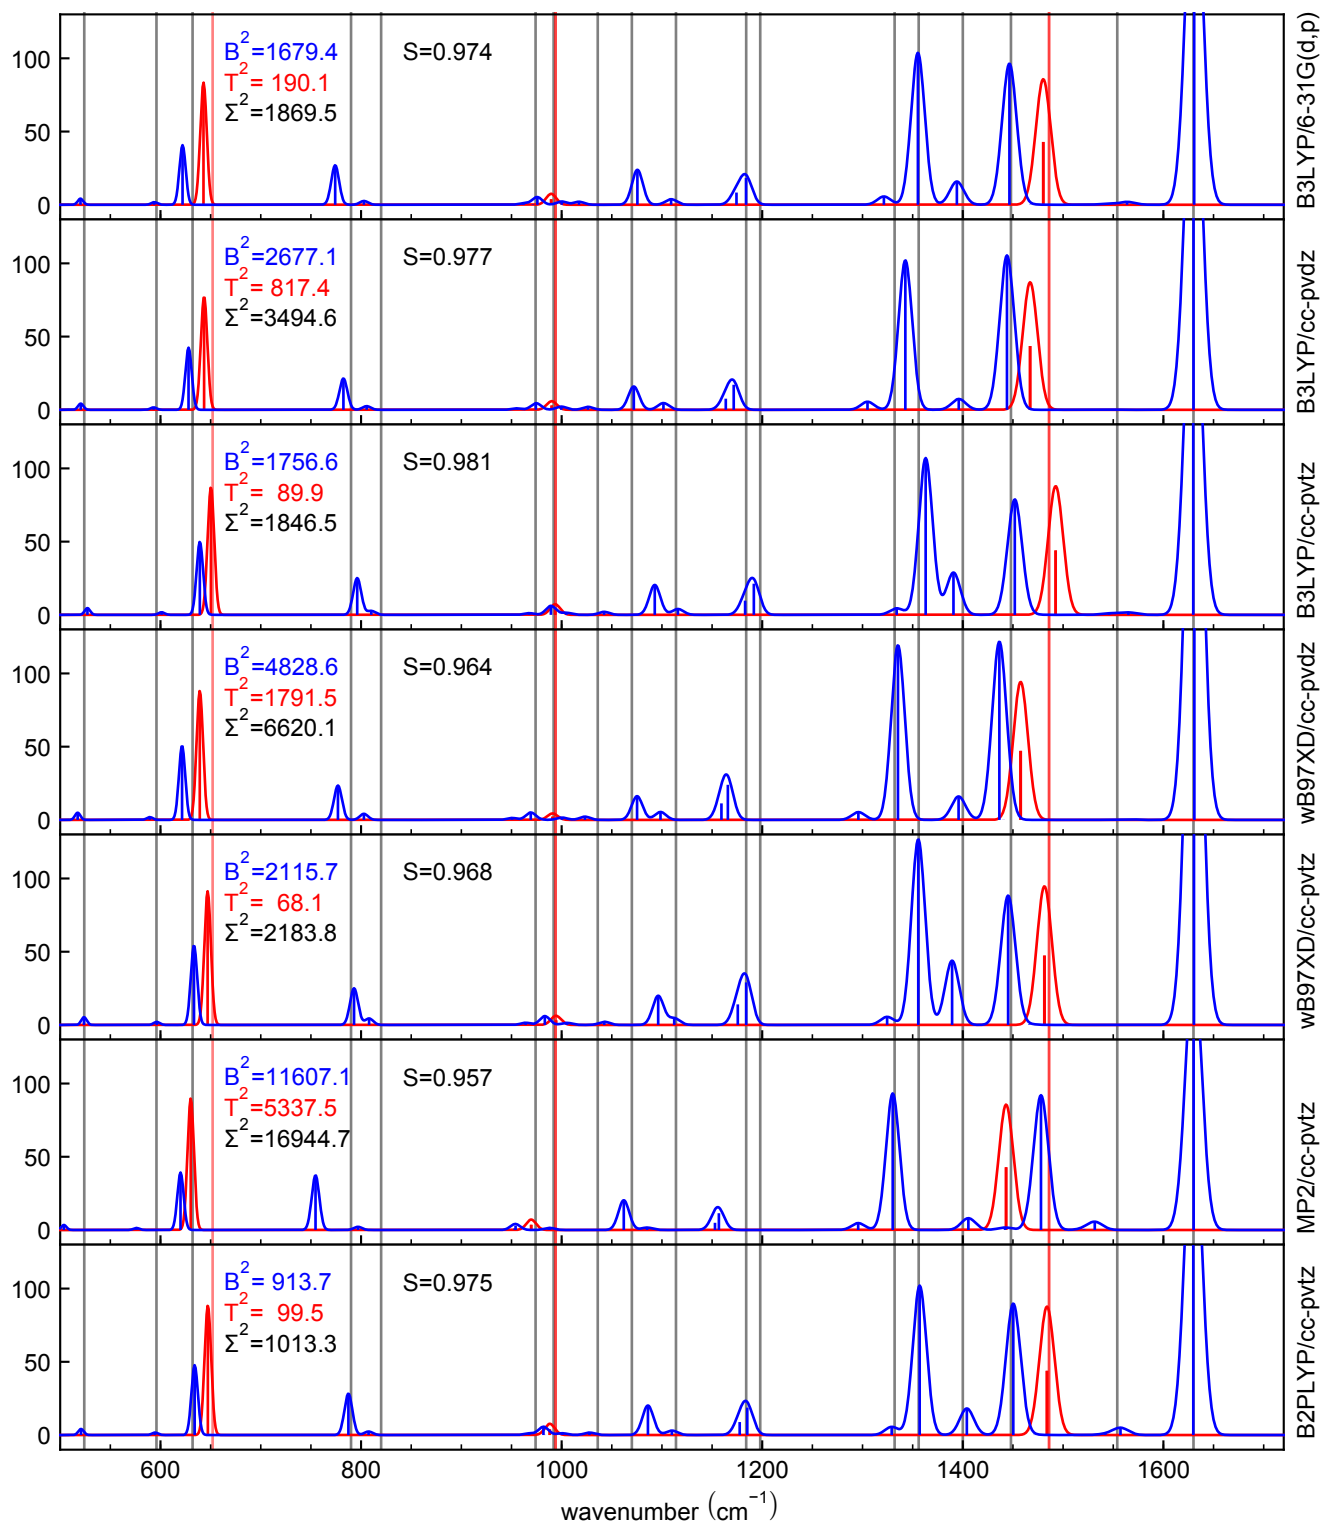 100
50
0
B²=1679.4
T²= 190.1
Σ²=1869.5
S=0.974
B3LYP/6-31G(d,p)
100
50
0
B²=2677.1
T²= 817.4
Σ²=3494.6
S=0.977
B3LYP/cc-pvdz
100
50
0
B²=1756.6
T²= 89.9
Σ²=1846.5
S=0.981
B3LYP/cc-pvtz
100
50
0
B²=4828.6
T²=1791.5
Σ²=6620.1
S=0.964
wB97XD/cc-pvdz
100
50
0
B²=2115.7
T²= 68.1
Σ²=2183.8
S=0.968
wB97XD/cc-pvtz
100
50
0
B²=11607.1
T²=5337.5
Σ²=16944.7
S=0.957
MP2/cc-pvtz
100
50
0
B²= 913.7
T²= 99.5
Σ²=1013.3
S=0.975
B2PLYP/cc-pvtz
600 800 1000 1200 1400 1600
wavenumber (cm⁻¹)